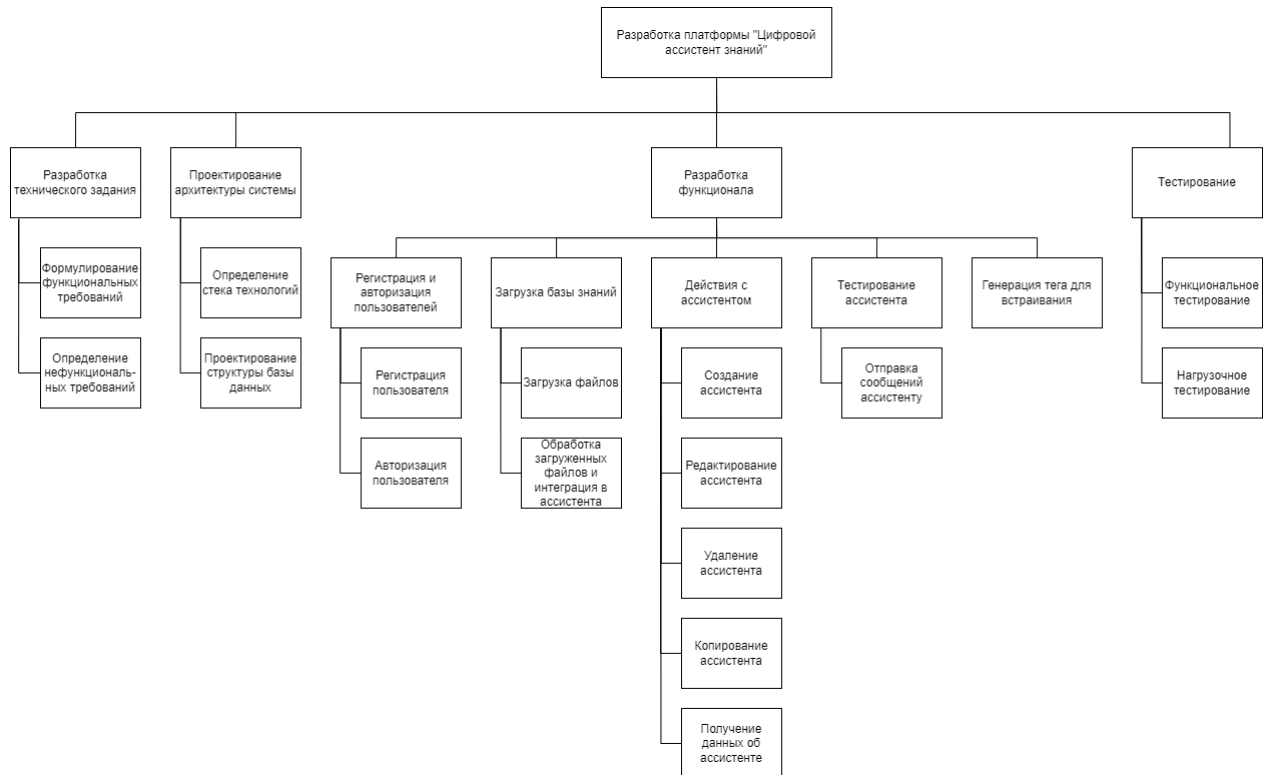 Разработка платформы "Цифровой
ассистент знаний"
Разработка
технического задания
Проектирование
архитектуры системы
Разработка
функционала
Тестирование
Формулирование
функциональных
требований
Определение
нефункциональ-
ных требований
Определение
стека технологий
Проектирование
структуры базы
данных
Регистрация и
авторизация
пользователей
Регистрация
пользователя
Авторизация
пользователя
Загрузка базы знаний
Загрузка файлов
Обработка
загруженных
файлов и
интеграция в
ассистента
Действия с
ассистентом
Создание
ассистента
Редактирование
ассистента
Удаление
ассистента
Копирование
ассистента
Получение
данных об
ассистенте
Тестирование
ассистента
Отправка
сообщений
ассистенту
Генерация тега для
встраивания
Функциональное
тестирование
Нагрузочное
тестирование